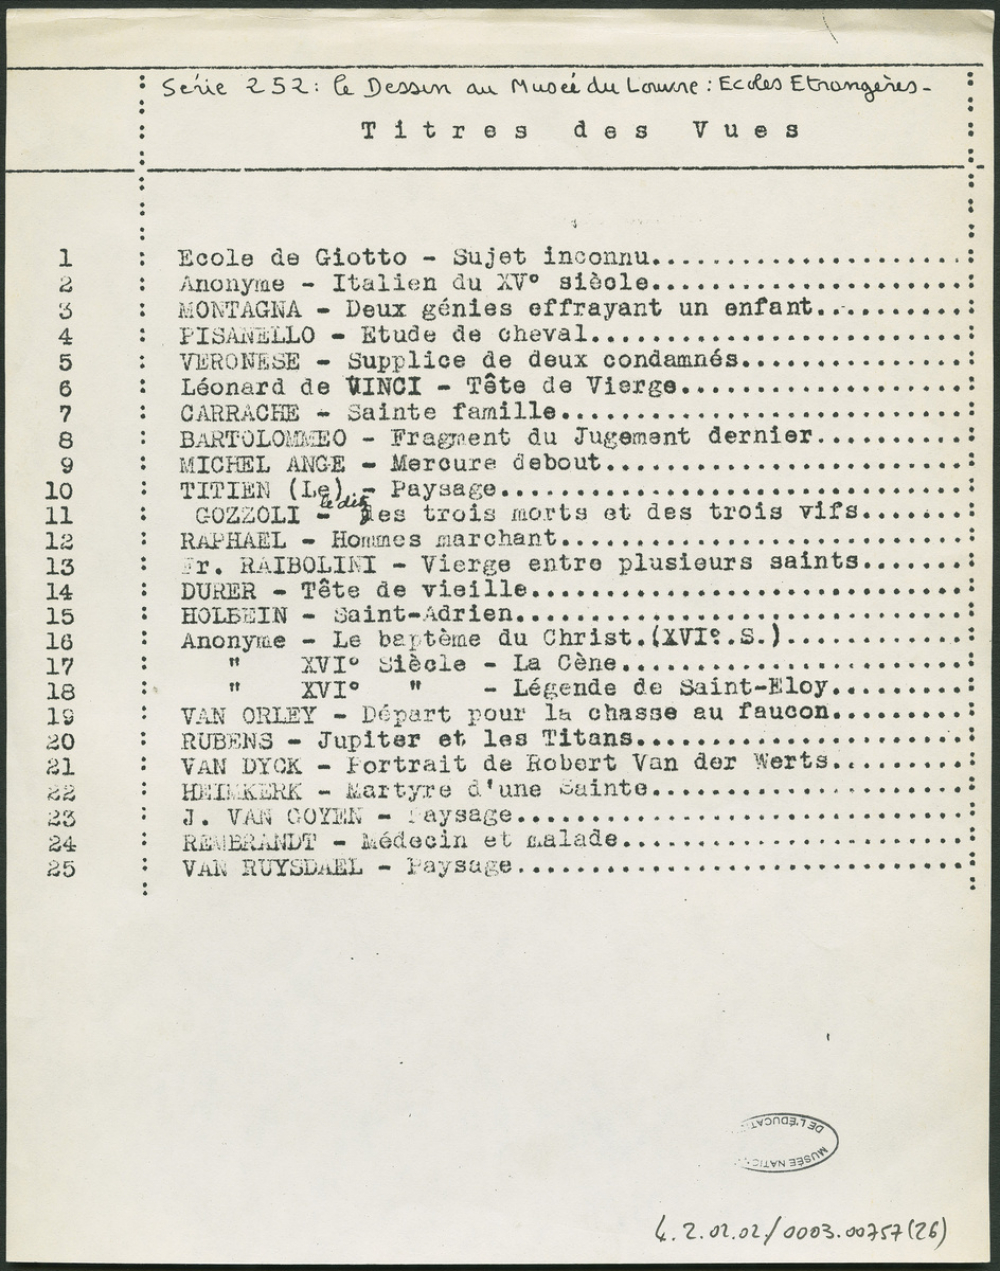 Série 252 : le Dessin au Musée du Louvre : Ecoles Etrangères -
Titres des Vues
1 : Ecole de Giotto - Sujet inconnu
2 : Anonyme - Italien du XV° siècle
3 : MONTAGNA - Deux génies effrayant un enfant
4 : PISANELLO - Etude de cheval
5 : VERONESE - Supplice de deux condamnés
6 : Léonard de VINCI - Tête de Vierge
7 : CARRACHE - Sainte famille
8 : BARTOLOMMEO - Fragment du Jugement dernier
9 : MICHEL ANGE - Mercure debout
10 : TITIEN (Le) - Paysage
11 : GOZZOLI - le dit des trois morts et des trois vifs
12 : RAPHAEL - Hommes marchant
13 : Fr. RAIBOLINI - Vierge entre plusieurs saints
14 : DURER - Tête de vieille
15 : HOLBEIN - Saint-Adrien
16 : Anonyme - Le baptème du Christ.(XVI°.S.)
17 : " XVI° Siècle - La Cène
18 : " XVI° " - Légende de Saint-Eloy
19 : VAN ORLEY - Départ pour la chasse au faucon
20 : RUBENS - Jupiter et les Titans
21 : VAN DYCK - Portrait de Robert Van der Werts
22 : HEIMKERK - Martyre d'une Sainte
23 : J. VAN GOYEN - Paysage
24 : REMBRANDT - Médecin et malade
25 : VAN RUYSDAEL - Paysage
MUSÉE NATIO
DE L'ÉDUCATI
4.2.02.02/0003.00757(26)